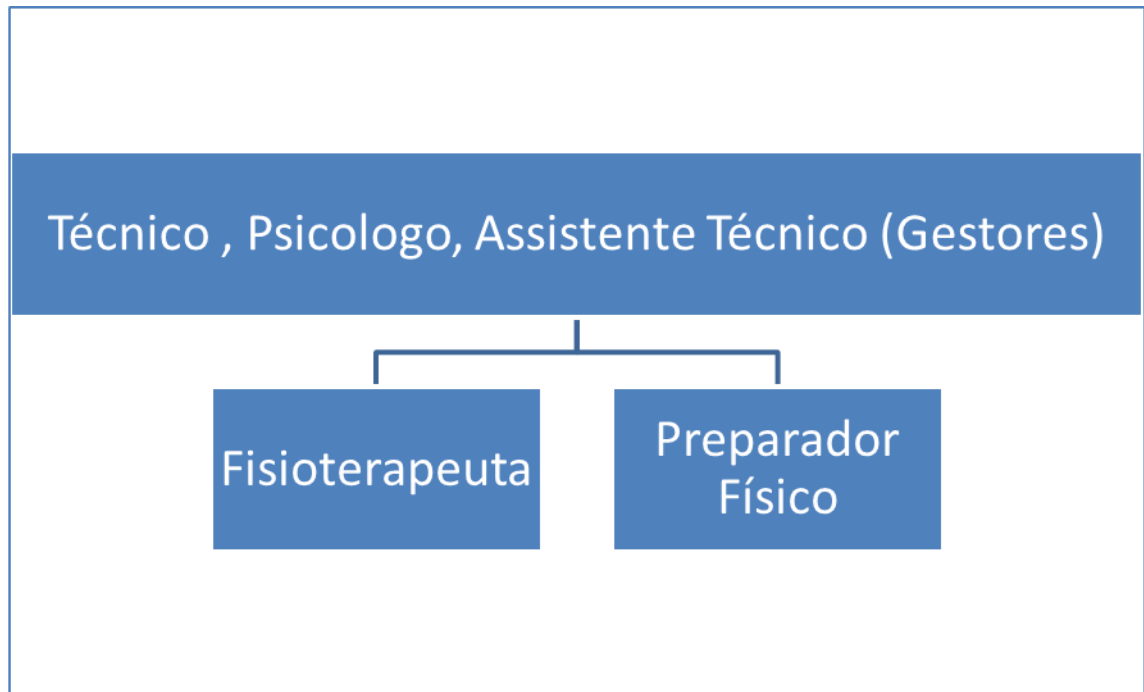 Técnico , Psicologo, Assistente Técnico (Gestores)
Fisioterapeuta
Preparador
Físico